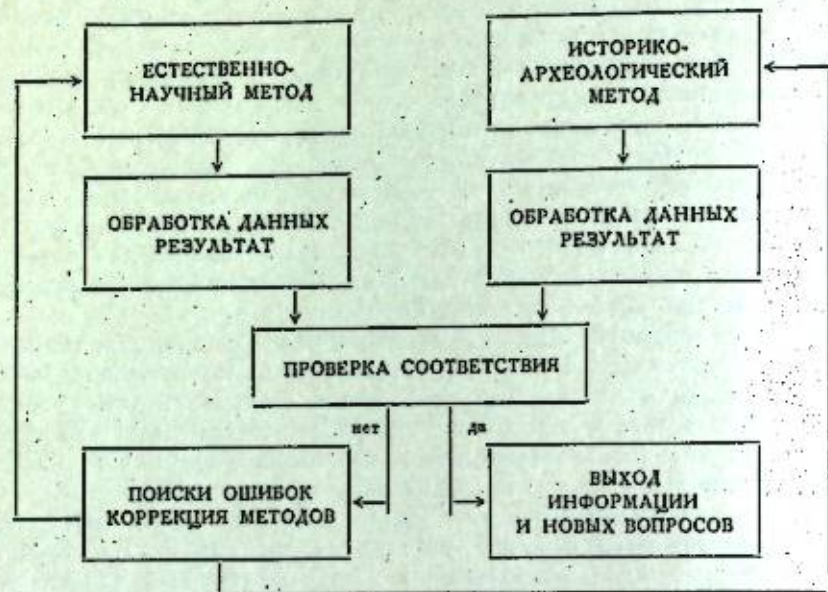 ЕСТЕСТВЕННО-
НАУЧНЫЙ МЕТОД
ИСТОРИКО-
АРХЕОЛОГИЧЕСКИЙ
МЕТОД
ОБРАБОТКА ДАННЫХ
РЕЗУЛЬТАТ
ОБРАБОТКА ДАННЫХ
РЕЗУЛЬТАТ
ПРОВЕРКА СООТВЕТСТВИЯ
нет
да
ПОИСКИ ОШИБОК
КОРРЕКЦИЯ МЕТОДОВ
ВЫХОД
ИНФОРМАЦИИ
И НОВЫХ ВОПРОСОВ